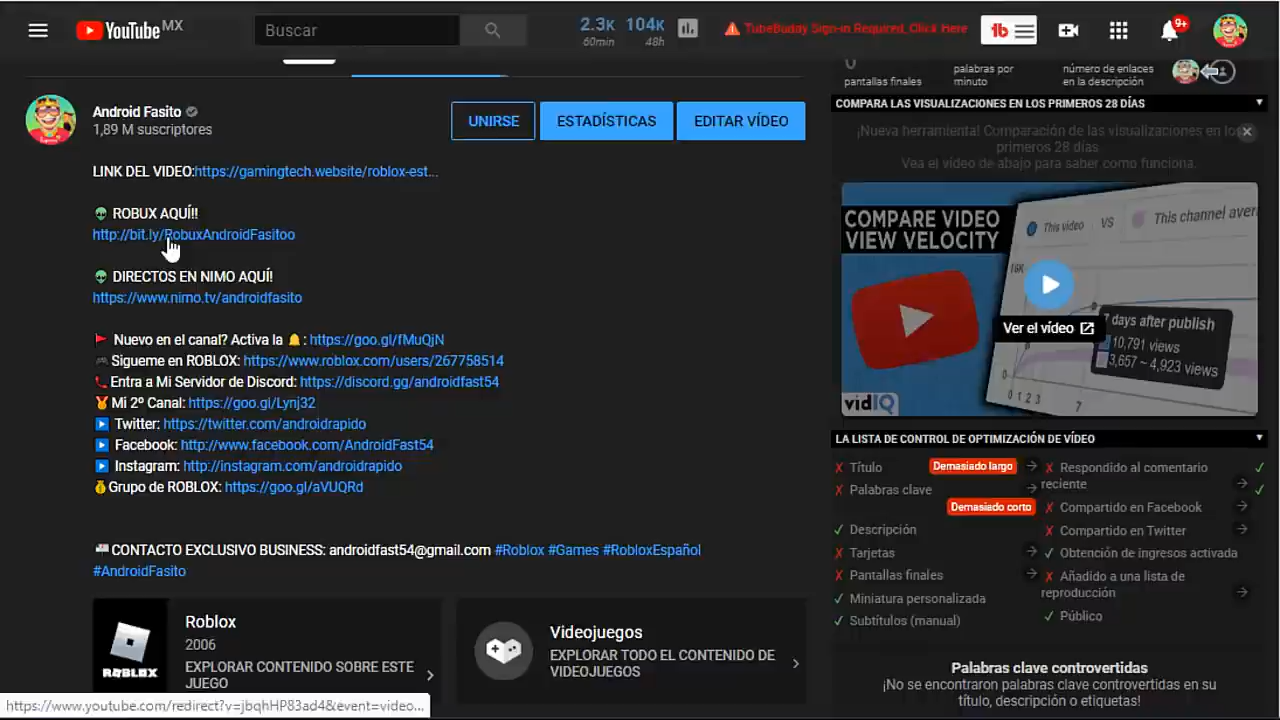 YouTube MX
Buscar
2.3K 60min
104K 48h
TubeBuddy Sign-in Required, Click Here
tb
9+
Android Fasito
1,89 M suscriptores
UNIRSE
ESTADÍSTICAS
EDITAR VÍDEO
LINK DEL VIDEO:https://gamingtech.website/roblox-est...
👽 ROBUX AQUÍ!!
http://bit.ly/RobuxAndroidFasitoo
👽 DIRECTOS EN NIMO AQUÍ!
https://www.nimo.tv/androidfasito
🚩 Nuevo en el canal? Activa la 🔔: https://goo.gl/fMuQjN
🎮Sigueme en ROBLOX: https://www.roblox.com/users/267758514
📞Entra a Mi Servidor de Discord: https://discord.gg/androidfast54
🏅Mi 2º Canal: https://goo.gl/Lynj32
▶ Twitter: https://twitter.com/androidrapido
▶ Facebook: http://www.facebook.com/AndroidFast54
▶ Instagram: http://instagram.com/androidrapido
💰Grupo de ROBLOX: https://goo.gl/aVUQRd
📹CONTACTO EXCLUSIVO BUSINESS: androidfast54@gmail.com #Roblox #Games #RobloxEspañol
#AndroidFasito
ROBLOX
Roblox
2006
EXPLORAR CONTENIDO SOBRE ESTE
JUEGO
Videojuegos
EXPLORAR TODO EL CONTENIDO DE
VIDEOJUEGOS
https://www.youtube.com/redirect?v=jbqhHP83ad4&event=video...
0
pantallas finales
palabras por
minuto
número de enlaces
en la descripción
COMPARA LAS VISUALIZACIONES EN LOS PRIMEROS 28 DÍAS
¡Nueva herramienta! Comparación de las visualizaciones en los
primeros 28 días
Vea el vídeo de abajo para saber como funciona.
COMPARE VIDEO
VIEW VELOCITY
This video
VS
This channel aver
16K
Ver el vídeo
7 days after publish
10,791 views
3,657 ~ 4,923 views
0 1 2 3
7
vidIQ
LA LISTA DE CONTROL DE OPTIMIZACIÓN DE VÍDEO
✗ Título
Demasiado largo
✗ Palabras clave
Demasiado corto
✓ Descripción
✗ Tarjetas
✗ Pantallas finales
✓ Miniatura personalizada
✓ Subtítulos (manual)
✗ Respondido al comentario
reciente
✗ Compartido en Facebook
✗ Compartido en Twitter
✓ Obtención de ingresos activada
✗ Añadido a una lista de
reproducción
✓ Público
Palabras clave controvertidas
¡No se encontraron palabras clave controvertidas en su
título, descripción o etiquetas!